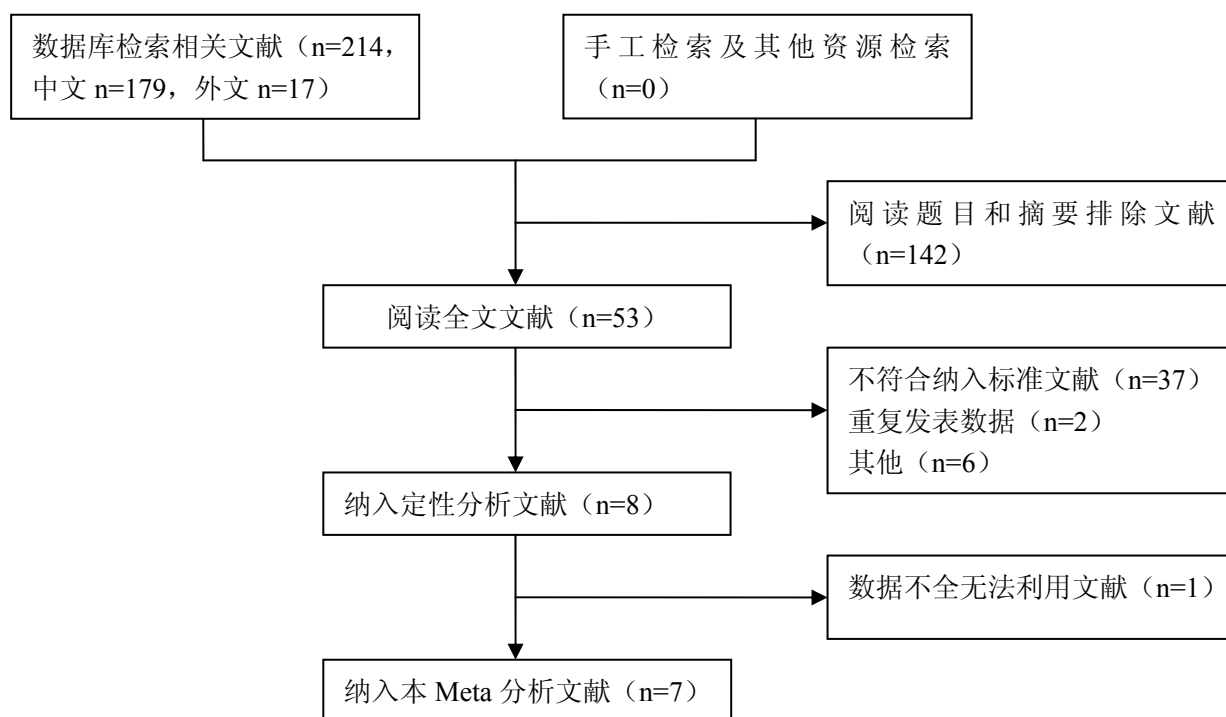 数据库检索相关文献（n=214，
中文 n=179，外文 n=17）
手工检索及其他资源检索
（n=0）
阅读题目和摘要排除文献
（n=142）
阅读全文文献（n=53）
不符合纳入标准文献（n=37）
重复发表数据（n=2）
其他（n=6）
纳入定性分析文献（n=8）
数据不全无法利用文献（n=1）
纳入本 Meta 分析文献（n=7）